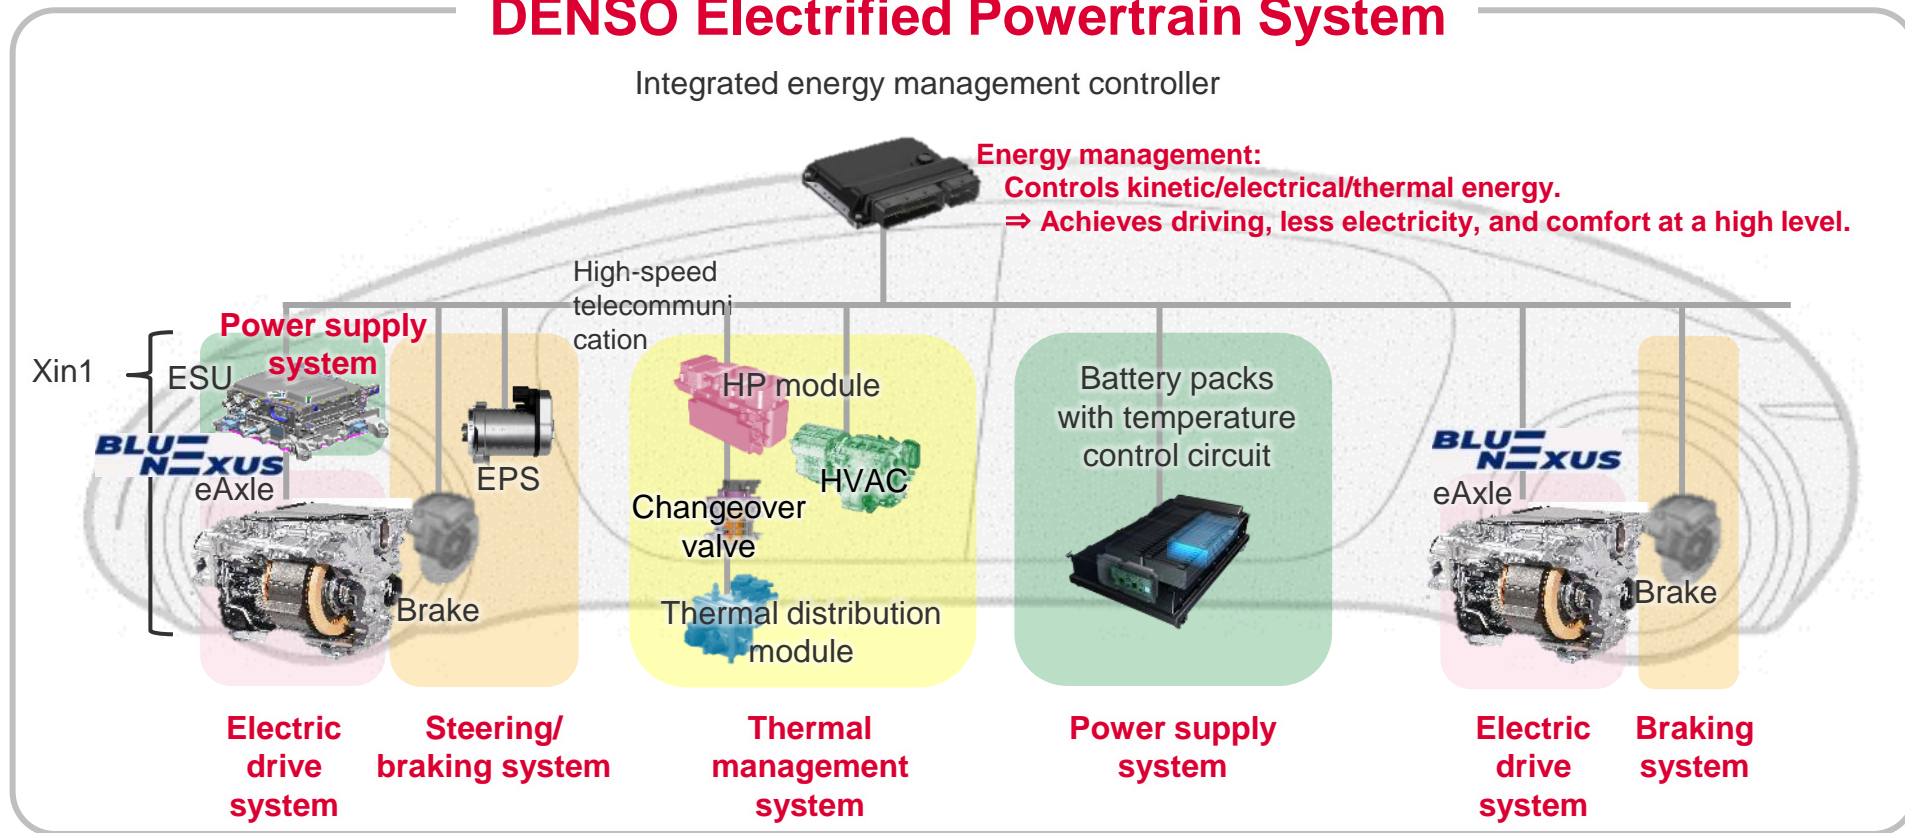 DENSO Electrified Powertrain System
Integrated energy management controller
Energy management:
Controls kinetic/electrical/thermal energy.
⇒ Achieves driving, less electricity, and comfort at a high level.
High-speed
telecommuni
cation
Xin1
Power supply
system
ESU
BLUE
NEXUS
eAxle
Brake
EPS
HP module
HVAC
Changeover
valve
Thermal distribution
module
Battery packs
with temperature
control circuit
BLUE
NEXUS
eAxle
Brake
Electric
drive
system
Steering/
braking system
Thermal
management
system
Power supply
system
Electric
drive
system
Braking
system